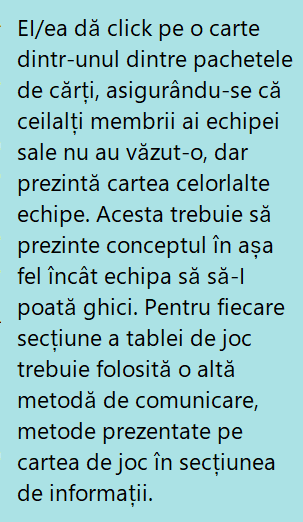 El/ea dă click pe o carte
dintr-unul dintre pachetele
de cărți, asigurându-se că
ceilalți membrii ai echipei
sale nu au văzut-o, dar
prezintă cartea celorlalte
echipe. Acesta trebuie să
prezinte conceptul în așa
fel încât echipa să să-l
poată ghici. Pentru fiecare
secțiune a tablei de joc
trebuie folosită o altă
metodă de comunicare,
metode prezentate pe
cartea de joc în secțiunea
de informații.